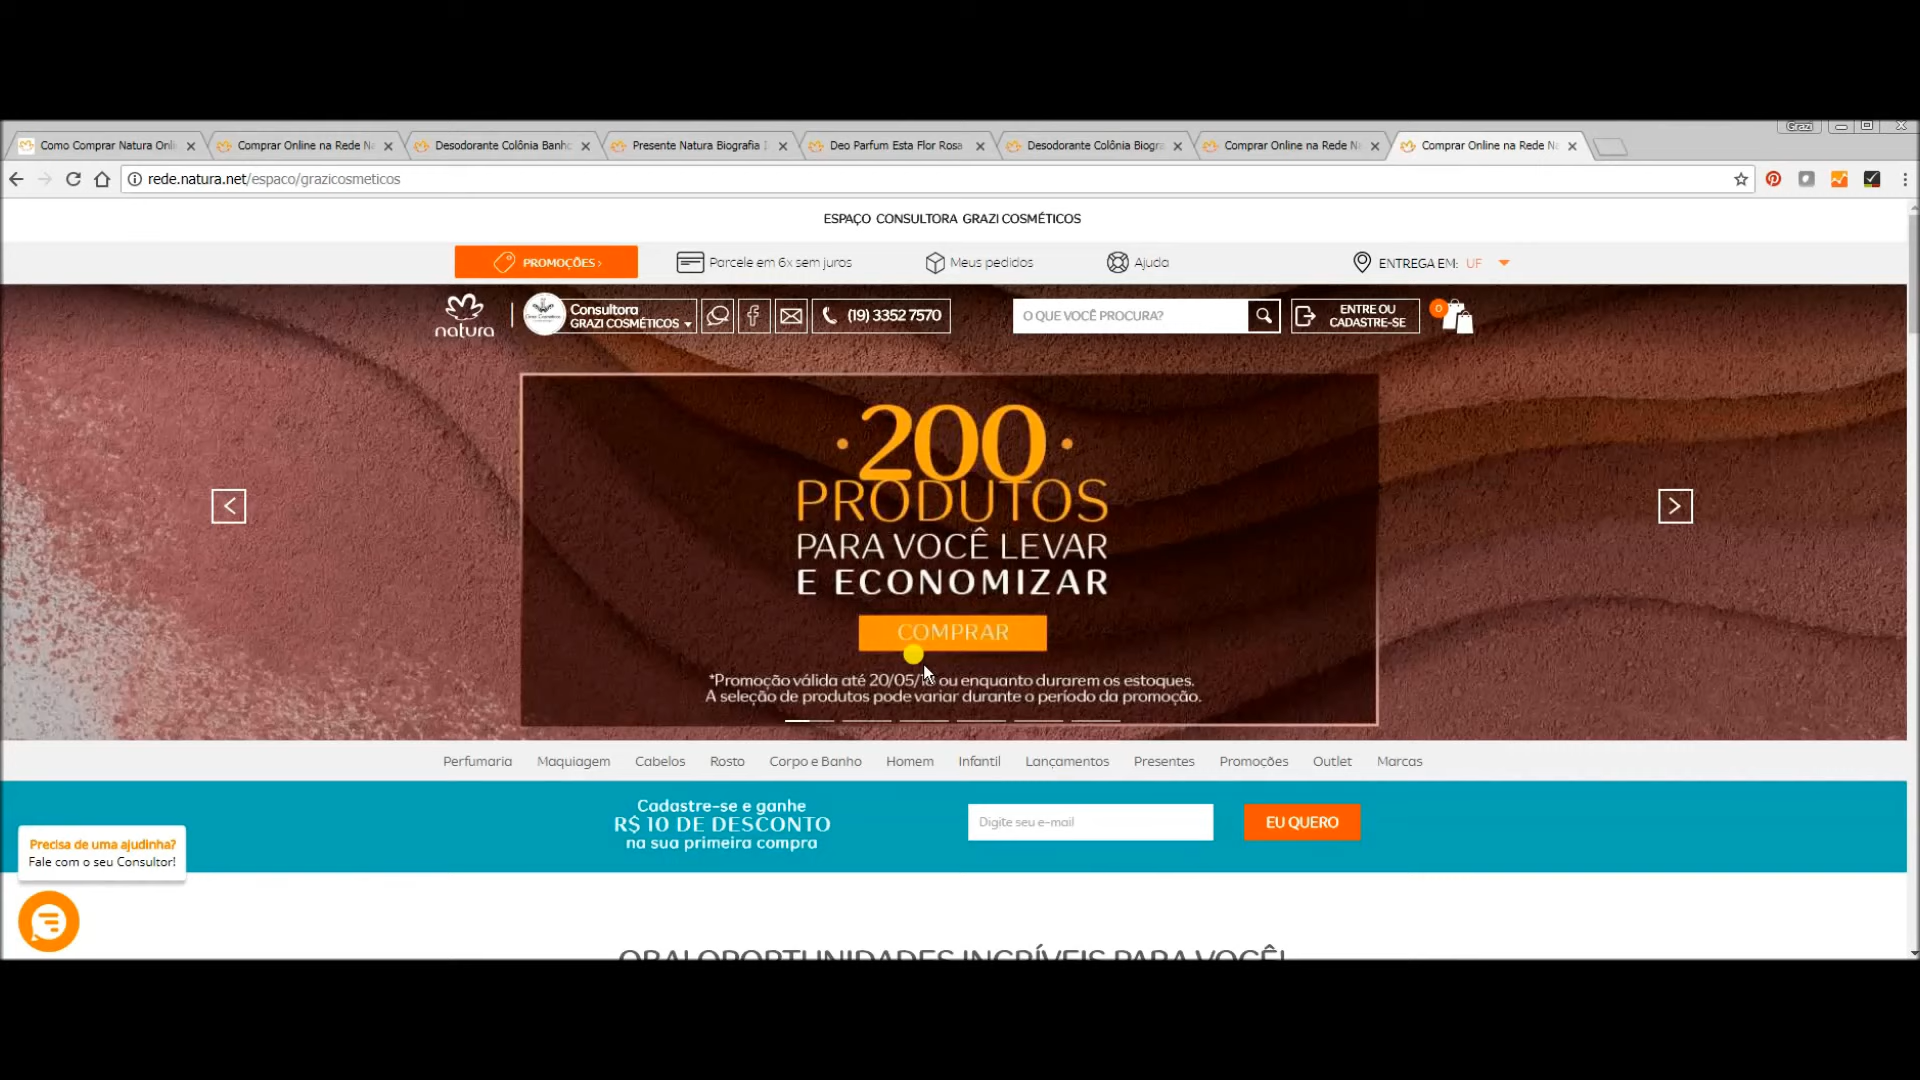 Grazi
Como Comprar Natura Onli
Comprar Online na Rede N
Desodorante Colônia Banho
Presente Natura Biografia
Deo Parfum Esta Flor Rosa
Desodorante Colônia Biogra
Comprar Online na Rede N
Comprar Online na Rede N
rede.natura.net/espaco/grazicosmeticos
ESPAÇO CONSULTORA GRAZI COSMÉTICOS
PROMOÇÕES ›
Parcele em 6x sem juros
Meus pedidos
Ajuda
ENTREGA EM: UF
natura
Consultora
GRAZI COSMÉTICOS
(19) 3352 7570
O QUE VOCÊ PROCURA?
ENTRE OU
CADASTRE-SE
0
·200·
PRODUTOS
PARA VOCÊ LEVAR
E ECONOMIZAR
COMPRAR
*Promoção válida até 20/05/ ou enquanto durarem os estoques.
A seleção de produtos pode variar durante o período da promoção.
Perfumaria Maquiagem Cabelos Rosto Corpo e Banho Homem Infantil Lançamentos Presentes Promoções Outlet Marcas
Cadastre-se e ganhe
R$ 10 DE DESCONTO
na sua primeira compra
Digite seu e-mail
EU QUERO
Precisa de uma ajudinha?
Fale com o seu Consultor!
OBA! OPORTUNIDADES INCRÍVEIS PARA VOCÊ!